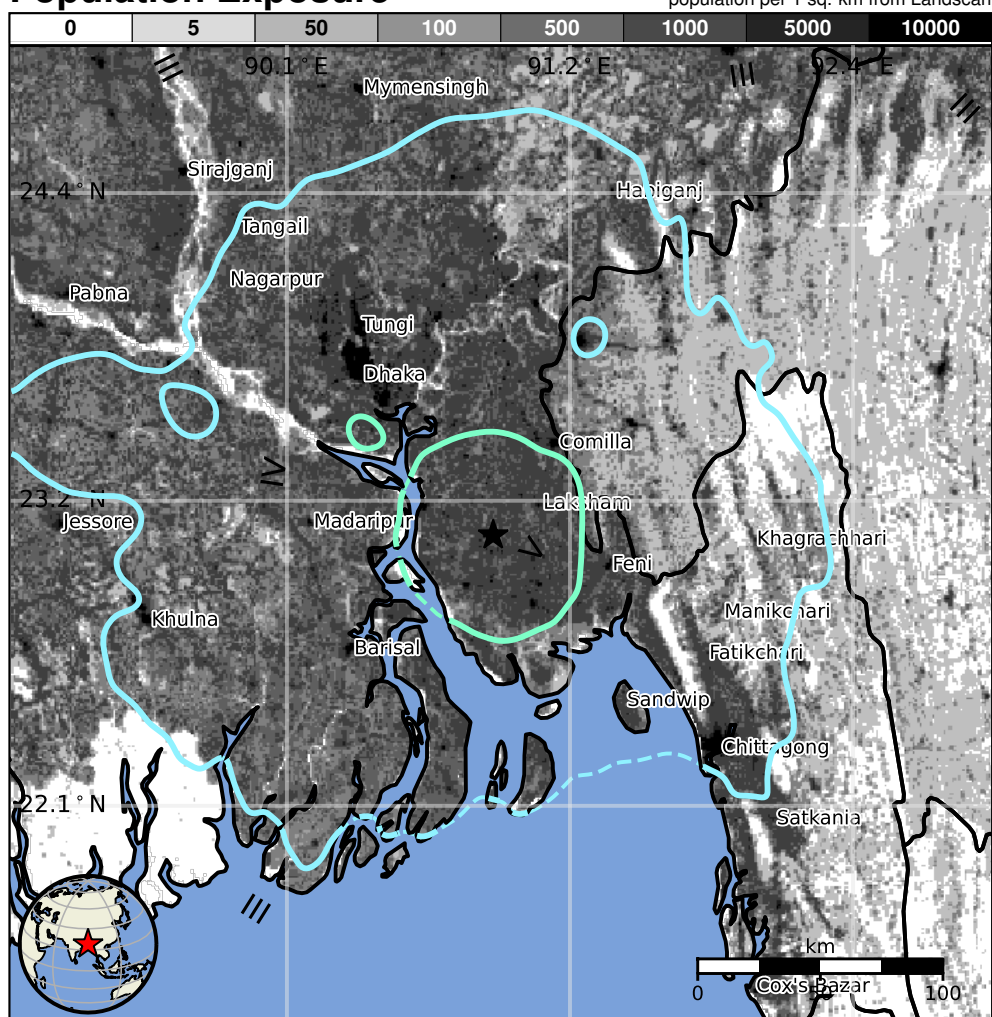 Population Exposure
population per 1 sq. km from Landscan
0 5 50 100 500 1000 5000 10000
90.1°E 91.2°E 92.4°E
III III III
Mymensingh
Sirajganj
24.4°N
Habiganj
Tangail
Nagarpur
Pabna
Tungi
Dhaka
Comilla
IV
23.2°N
Laksham
Jessore
Madaripur
V
Khagrachhari
Feni
Manikchari
Khulna
Barisal
Fatikchari
Sandwip
Chittagong
22.1°N
Satkania
III
km
0 50 100
Cox's Bazar